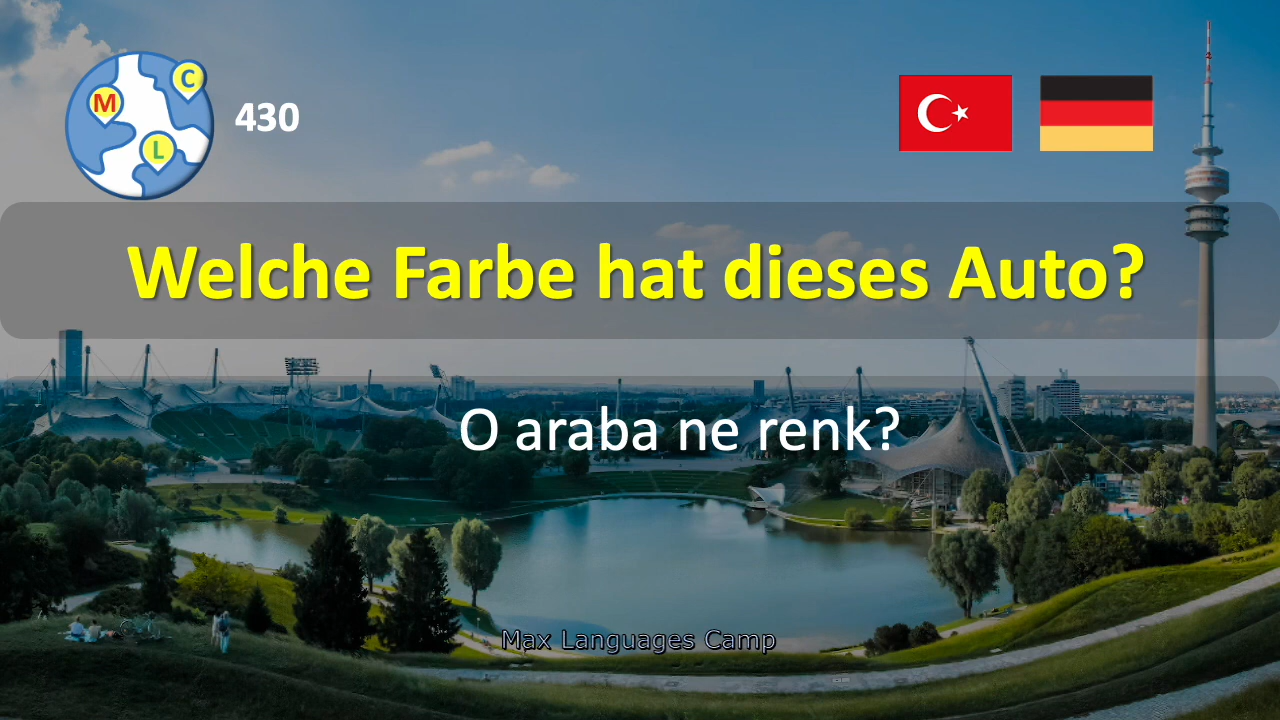 M
C
L
430
Welche Farbe hat dieses Auto?
O araba ne renk?
Max Languages Camp